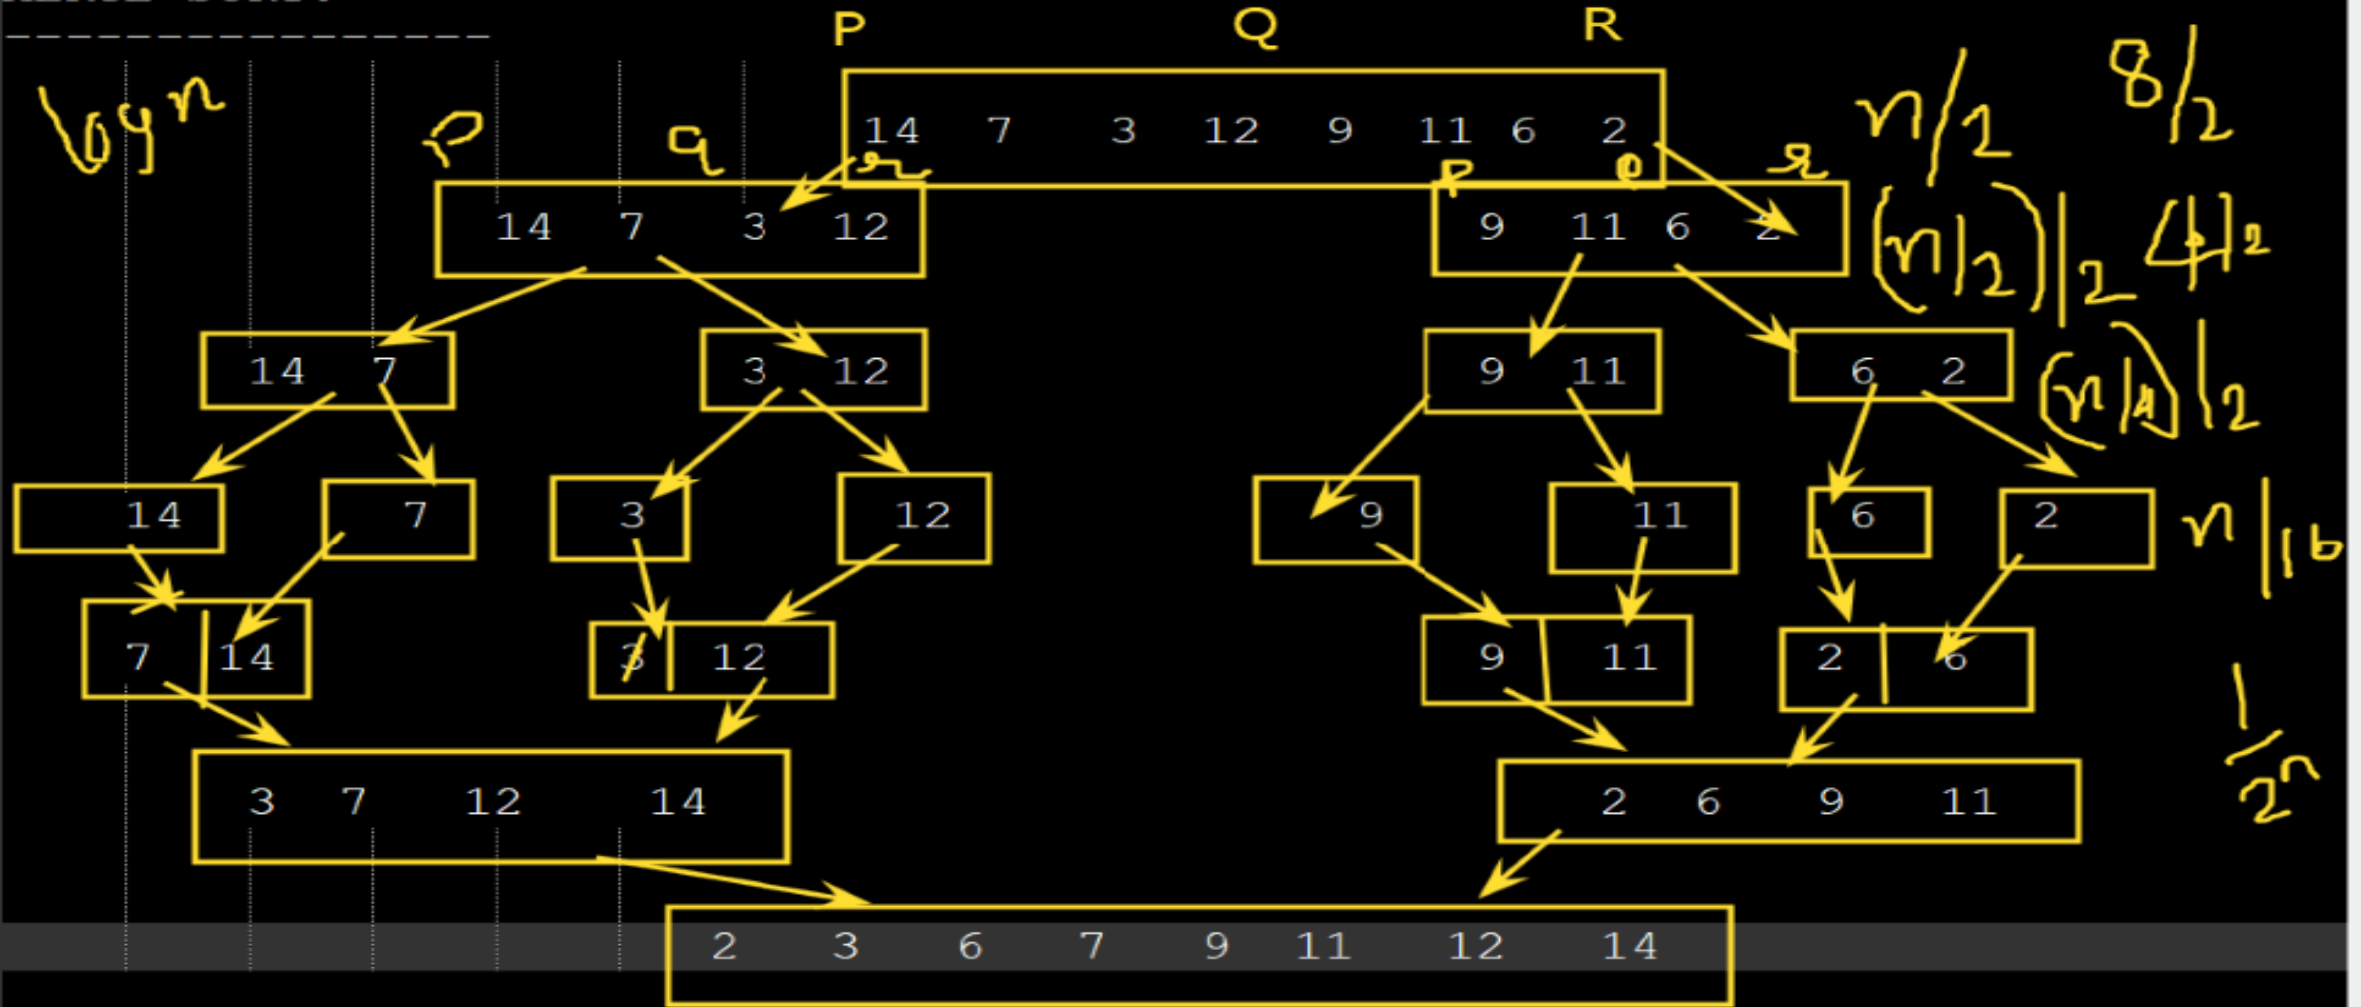 P Q R
log n
8/2
14 7 3 12 9 11 6 2
n/2
P q r
p r
14 7 3 12 9 11 6 2
(n/2)/2 4/2
14 7 3 12 9 11 6 2
(n/4)/2
14 7 3 12 9 11 6 2
n/16
7 14 3 12 9 11 2 6
1/2^n
3 7 12 14 2 6 9 11
2 3 6 7 9 11 12 14